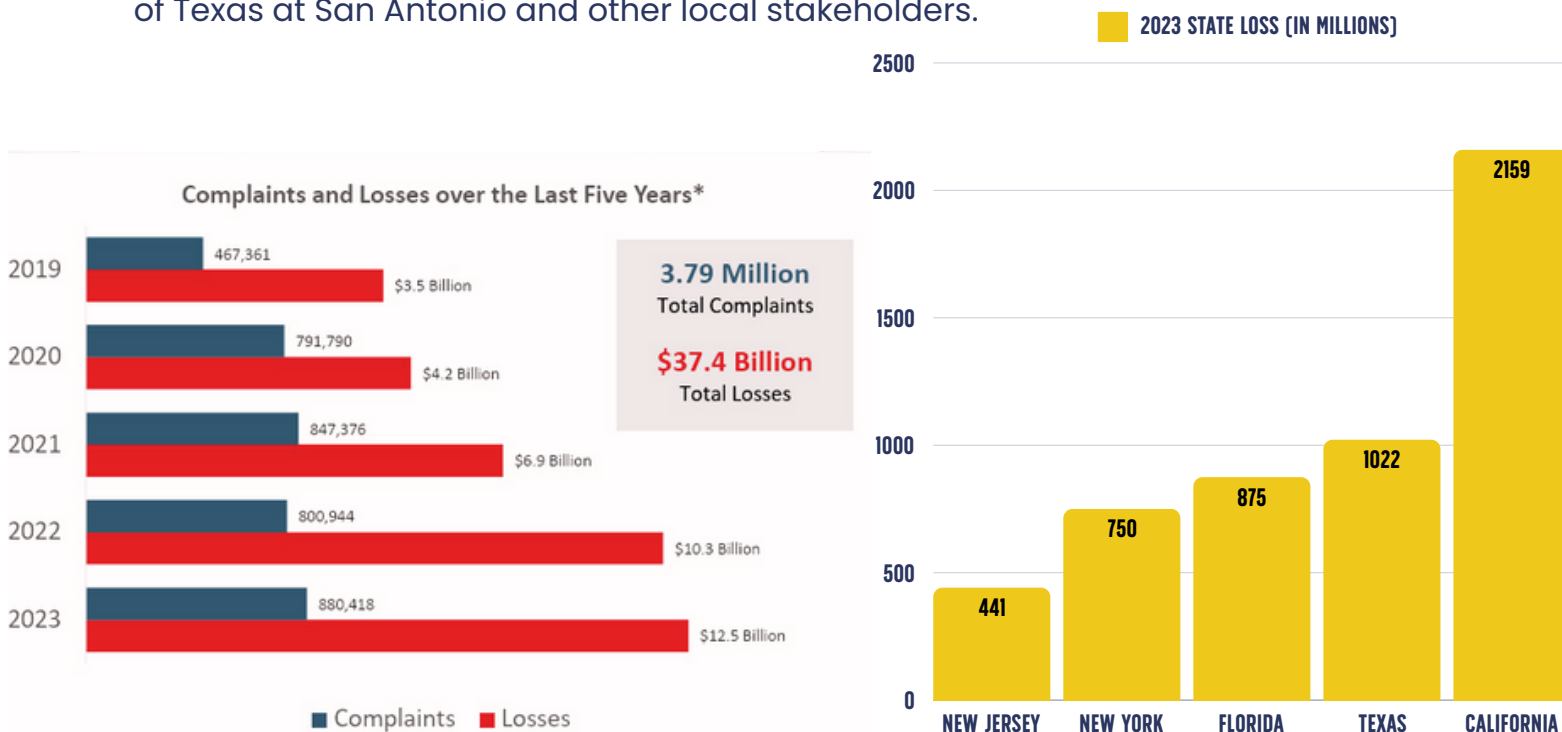 of Texas at San Antonio and other local stakeholders.
Complaints and Losses over the Last Five Years*
2019
467,361
$3.5 Billion
2020
791,790
$4.2 Billion
2021
847,376
$6.9 Billion
2022
800,944
$10.3 Billion
2023
880,418
$12.5 Billion
3.79 Million
Total Complaints
$37.4 Billion
Total Losses
Complaints Losses
2023 STATE LOSS (IN MILLIONS)
2500
2000
1500
1000
500
0
441
750
875
1022
2159
NEW JERSEY NEW YORK FLORIDA TEXAS CALIFORNIA